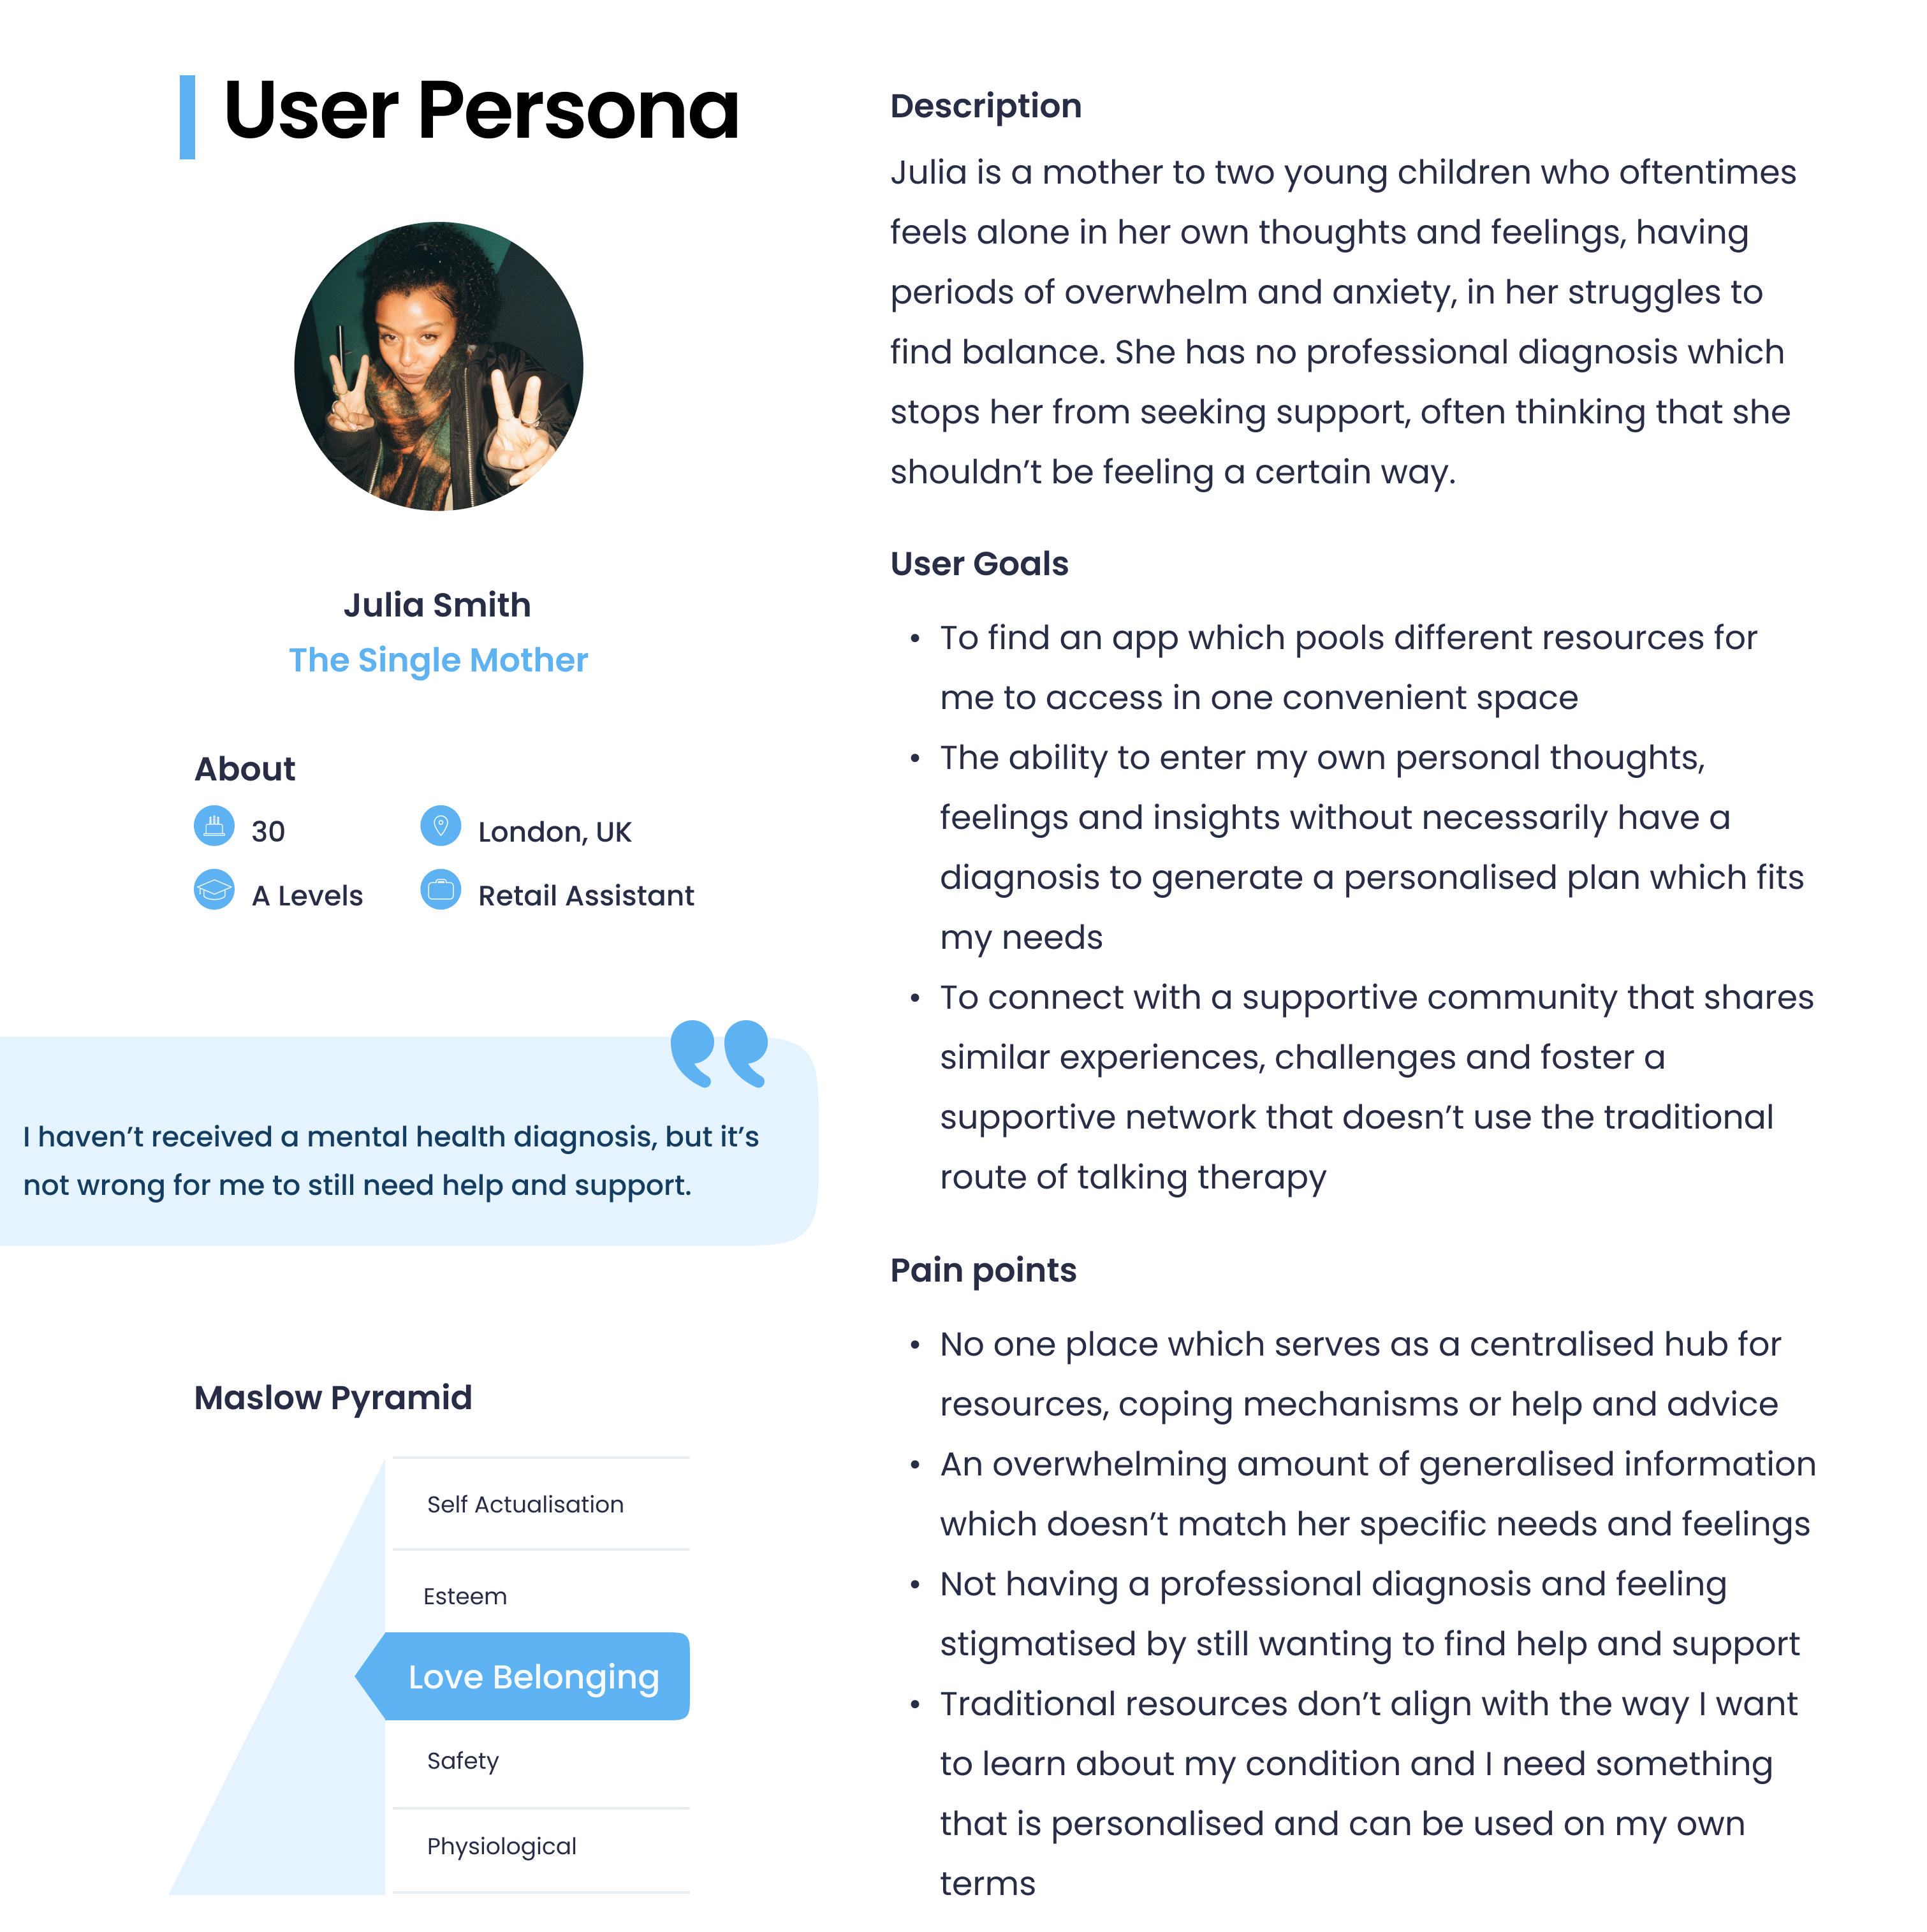 User Persona
Julia Smith
The Single Mother
About
30
London, UK
A Levels
Retail Assistant
I haven’t received a mental health diagnosis, but it’s
not wrong for me to still need help and support.
Maslow Pyramid
Self Actualisation
Esteem
Love Belonging
Safety
Physiological
Description
Julia is a mother to two young children who oftentimes
feels alone in her own thoughts and feelings, having
periods of overwhelm and anxiety, in her struggles to
find balance. She has no professional diagnosis which
stops her from seeking support, often thinking that she
shouldn’t be feeling a certain way.
User Goals
• To find an app which pools different resources for
me to access in one convenient space
• The ability to enter my own personal thoughts,
feelings and insights without necessarily have a
diagnosis to generate a personalised plan which fits
my needs
• To connect with a supportive community that shares
similar experiences, challenges and foster a
supportive network that doesn’t use the traditional
route of talking therapy
Pain points
• No one place which serves as a centralised hub for
resources, coping mechanisms or help and advice
• An overwhelming amount of generalised information
which doesn’t match her specific needs and feelings
• Not having a professional diagnosis and feeling
stigmatised by still wanting to find help and support
• Traditional resources don’t align with the way I want
to learn about my condition and I need something
that is personalised and can be used on my own
terms